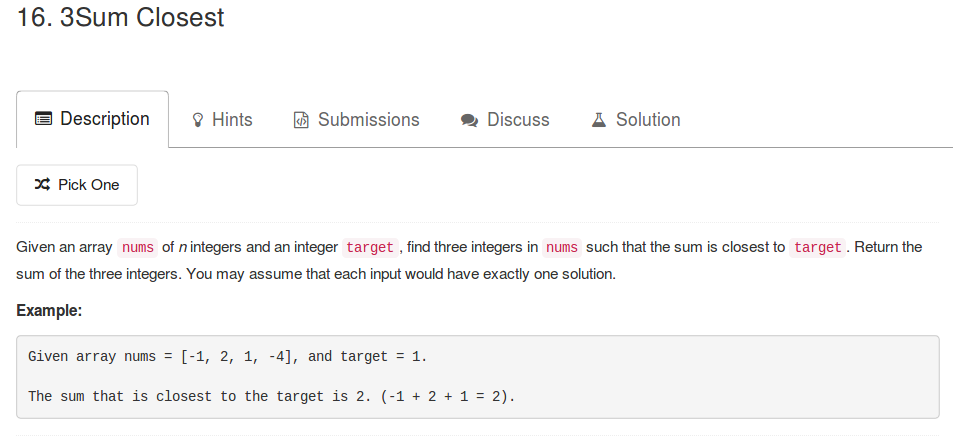 16. 3Sum Closest
Description Hints Submissions Discuss Solution
Pick One
Given an array nums of n integers and an integer target, find three integers in nums such that the sum is closest to target. Return the
sum of the three integers. You may assume that each input would have exactly one solution.
Example:
Given array nums = [-1, 2, 1, -4], and target = 1.
The sum that is closest to the target is 2. (-1 + 2 + 1 = 2).